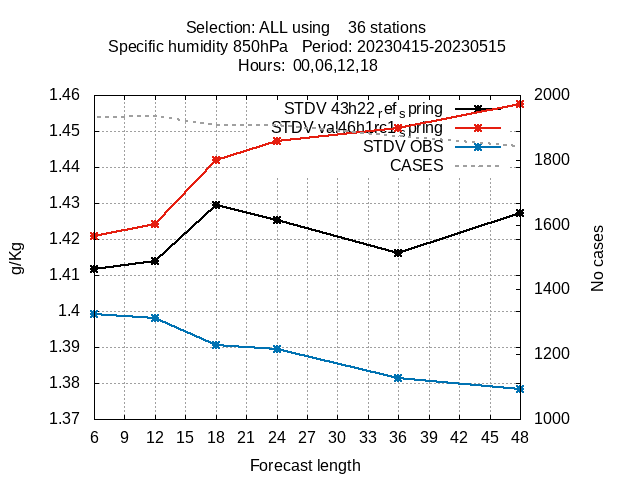 Selection: ALL using    36 stations
Specific humidity 850hPa   Period: 20230415-20230515
Hours:  00,06,12,18
1.46
1.45
1.44
1.43
1.42
1.41
1.4
1.39
1.38
1.37
g/Kg
STDV 43h22_ref_spring
STDV val46h1rc1_spring
STDV OBS
CASES
2000
1800
1600
1400
1200
1000
No cases
6 9 12 15 18 21 24 27 30 33 36 39 42 45 48
Forecast length